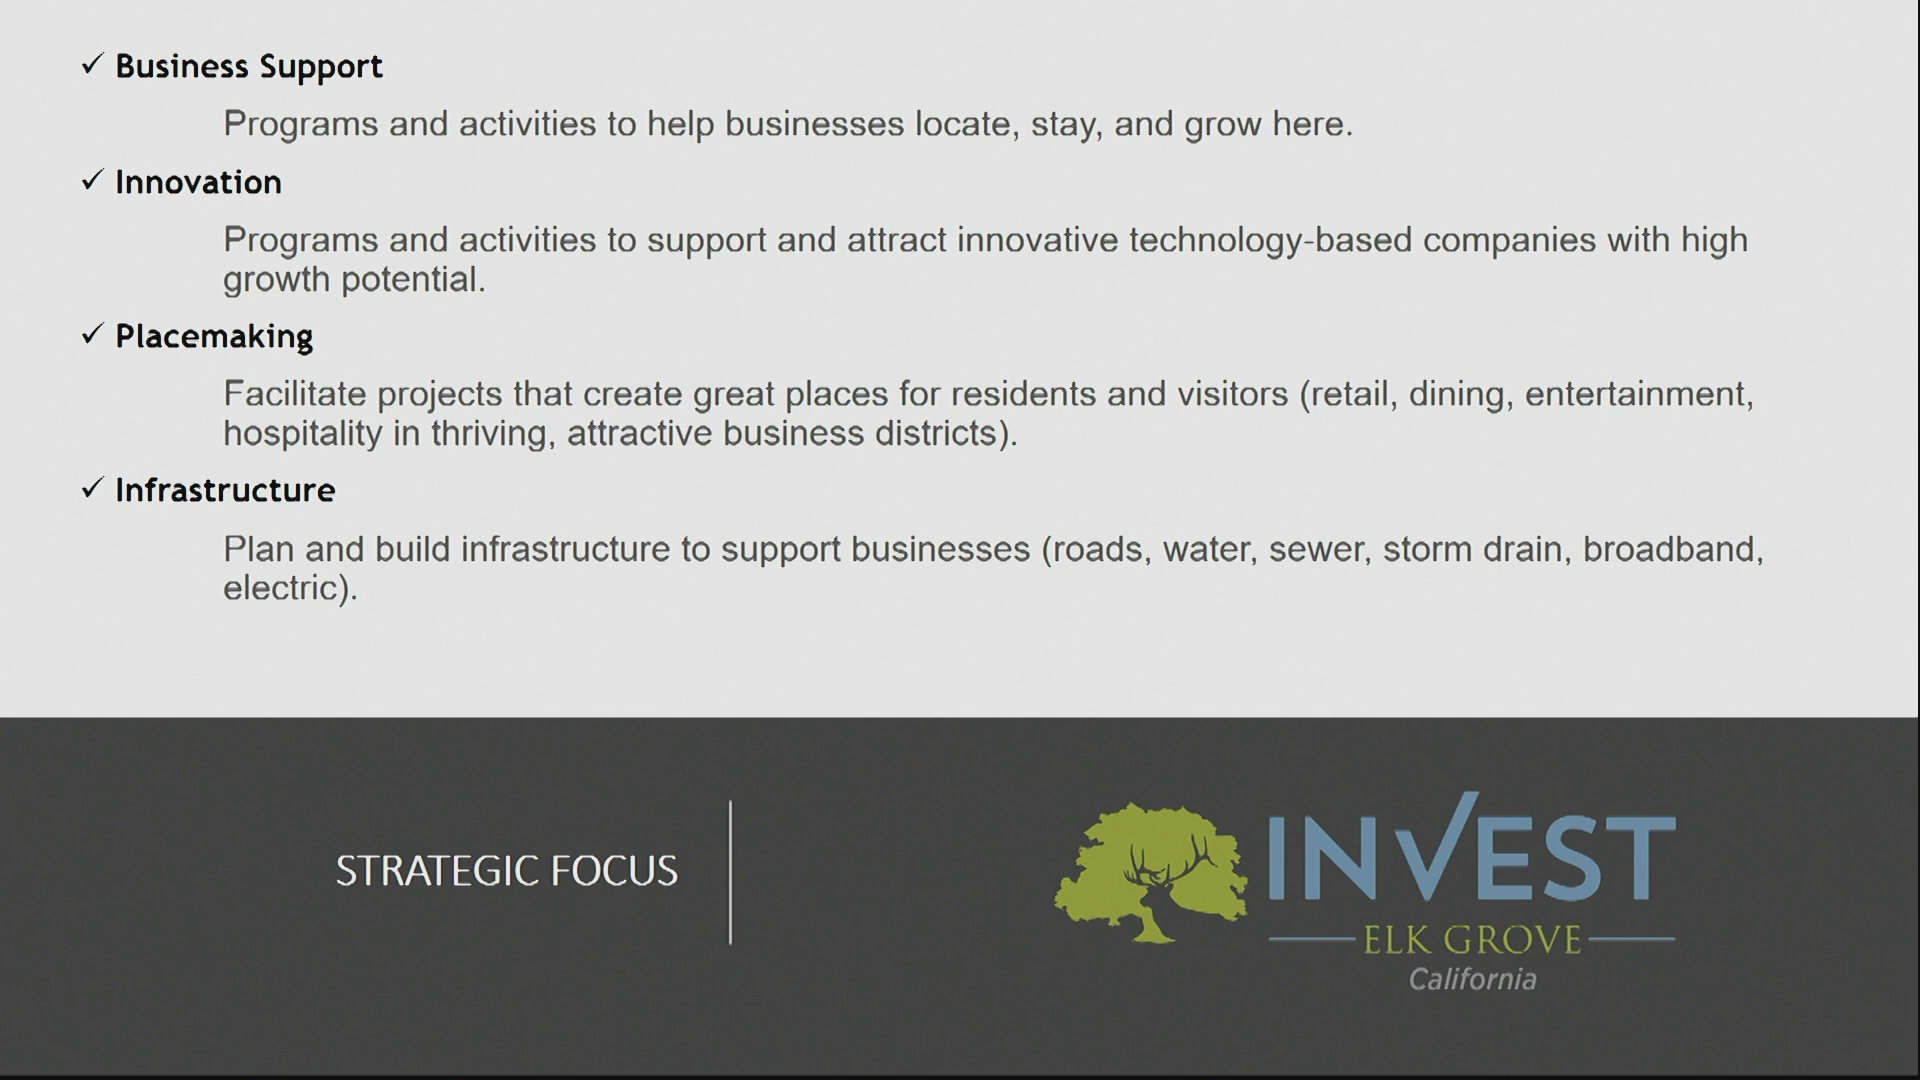 ✓ Business Support
Programs and activities to help businesses locate, stay, and grow here.
✓ Innovation
Programs and activities to support and attract innovative technology-based companies with high
growth potential.
✓ Placemaking
Facilitate projects that create great places for residents and visitors (retail, dining, entertainment,
hospitality in thriving, attractive business districts).
✓ Infrastructure
Plan and build infrastructure to support businesses (roads, water, sewer, storm drain, broadband,
electric).
STRATEGIC FOCUS
INVEST
ELK GROVE
California